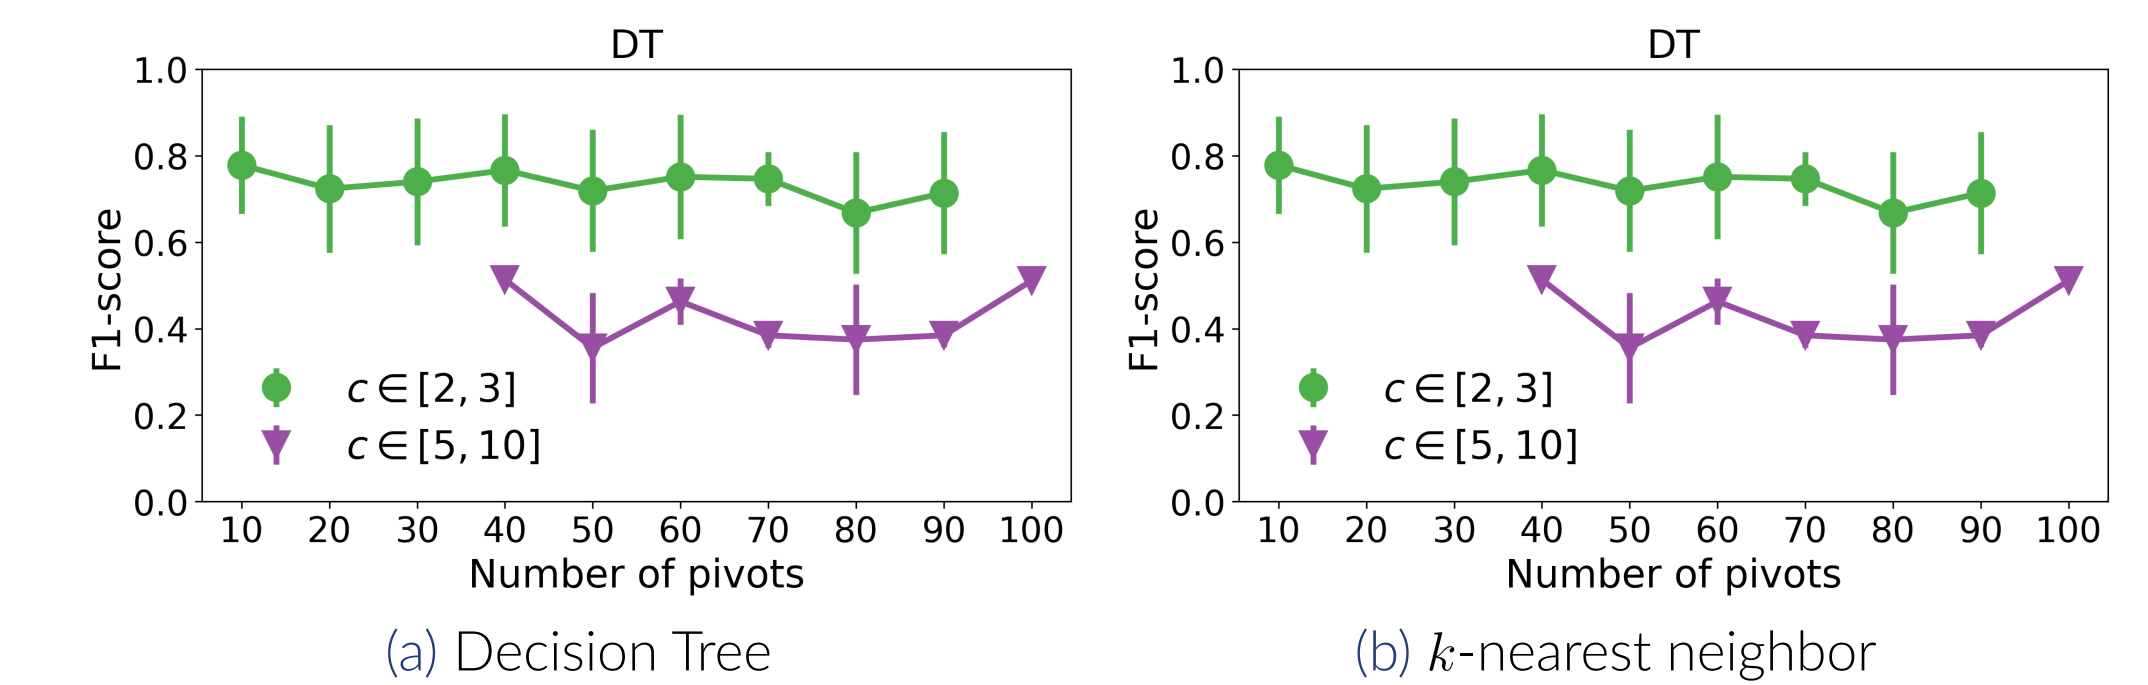 DT
1.0
0.8
0.6
0.4
0.2
0.0
F1-score
c ∈ [2, 3]
c ∈ [5, 10]
10 20 30 40 50 60 70 80 90 100
Number of pivots
(a) Decision Tree
DT
1.0
0.8
0.6
0.4
0.2
0.0
F1-score
c ∈ [2, 3]
c ∈ [5, 10]
10 20 30 40 50 60 70 80 90 100
Number of pivots
(b) k-nearest neighbor